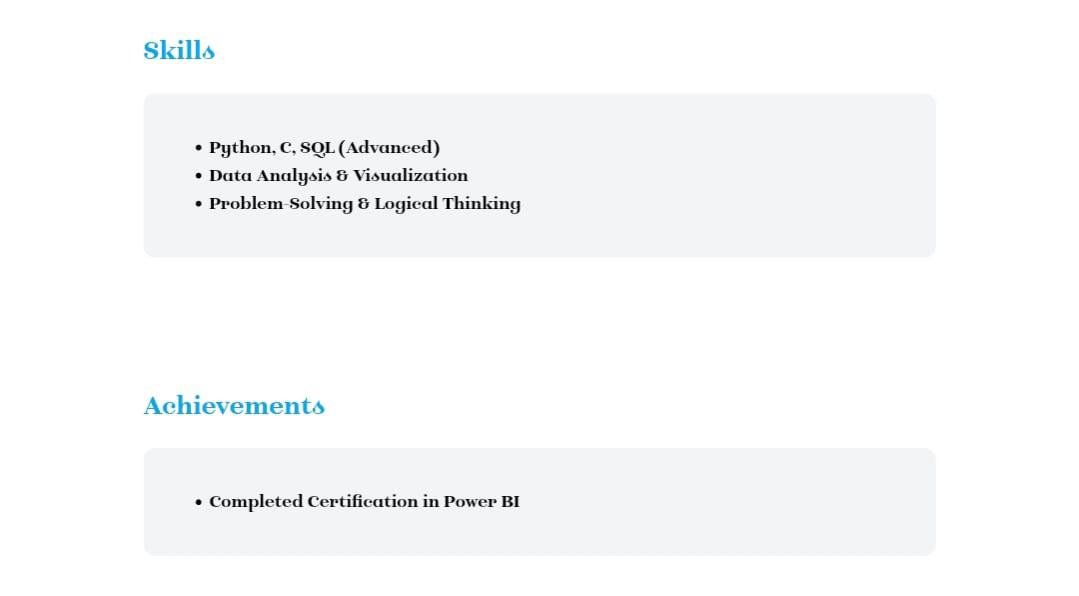 Skills
• Python, C, SQL (Advanced)
• Data Analysis & Visualization
• Problem-Solving & Logical Thinking
Achievements
• Completed Certification in Power BI